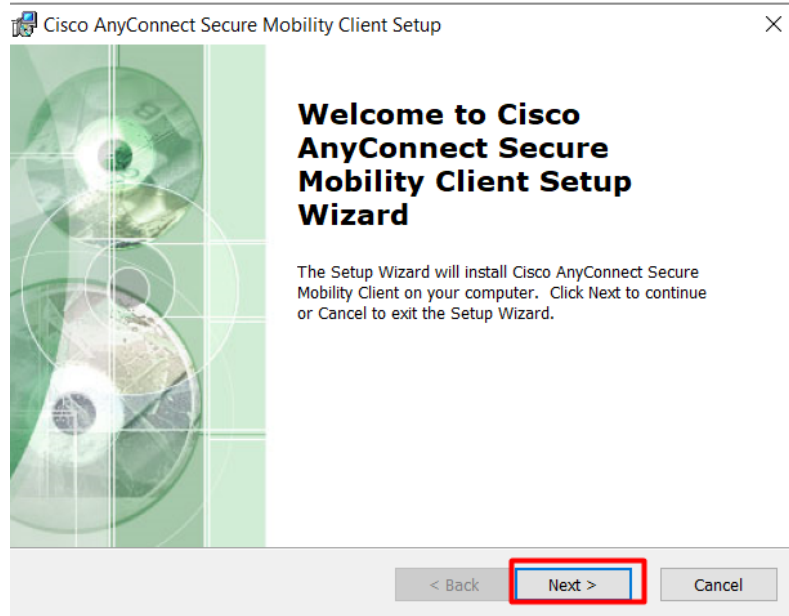 Cisco AnyConnect Secure Mobility Client Setup
Welcome to Cisco
AnyConnect Secure
Mobility Client Setup
Wizard
The Setup Wizard will install Cisco AnyConnect Secure
Mobility Client on your computer.  Click Next to continue
or Cancel to exit the Setup Wizard.
< Back
Next >
Cancel